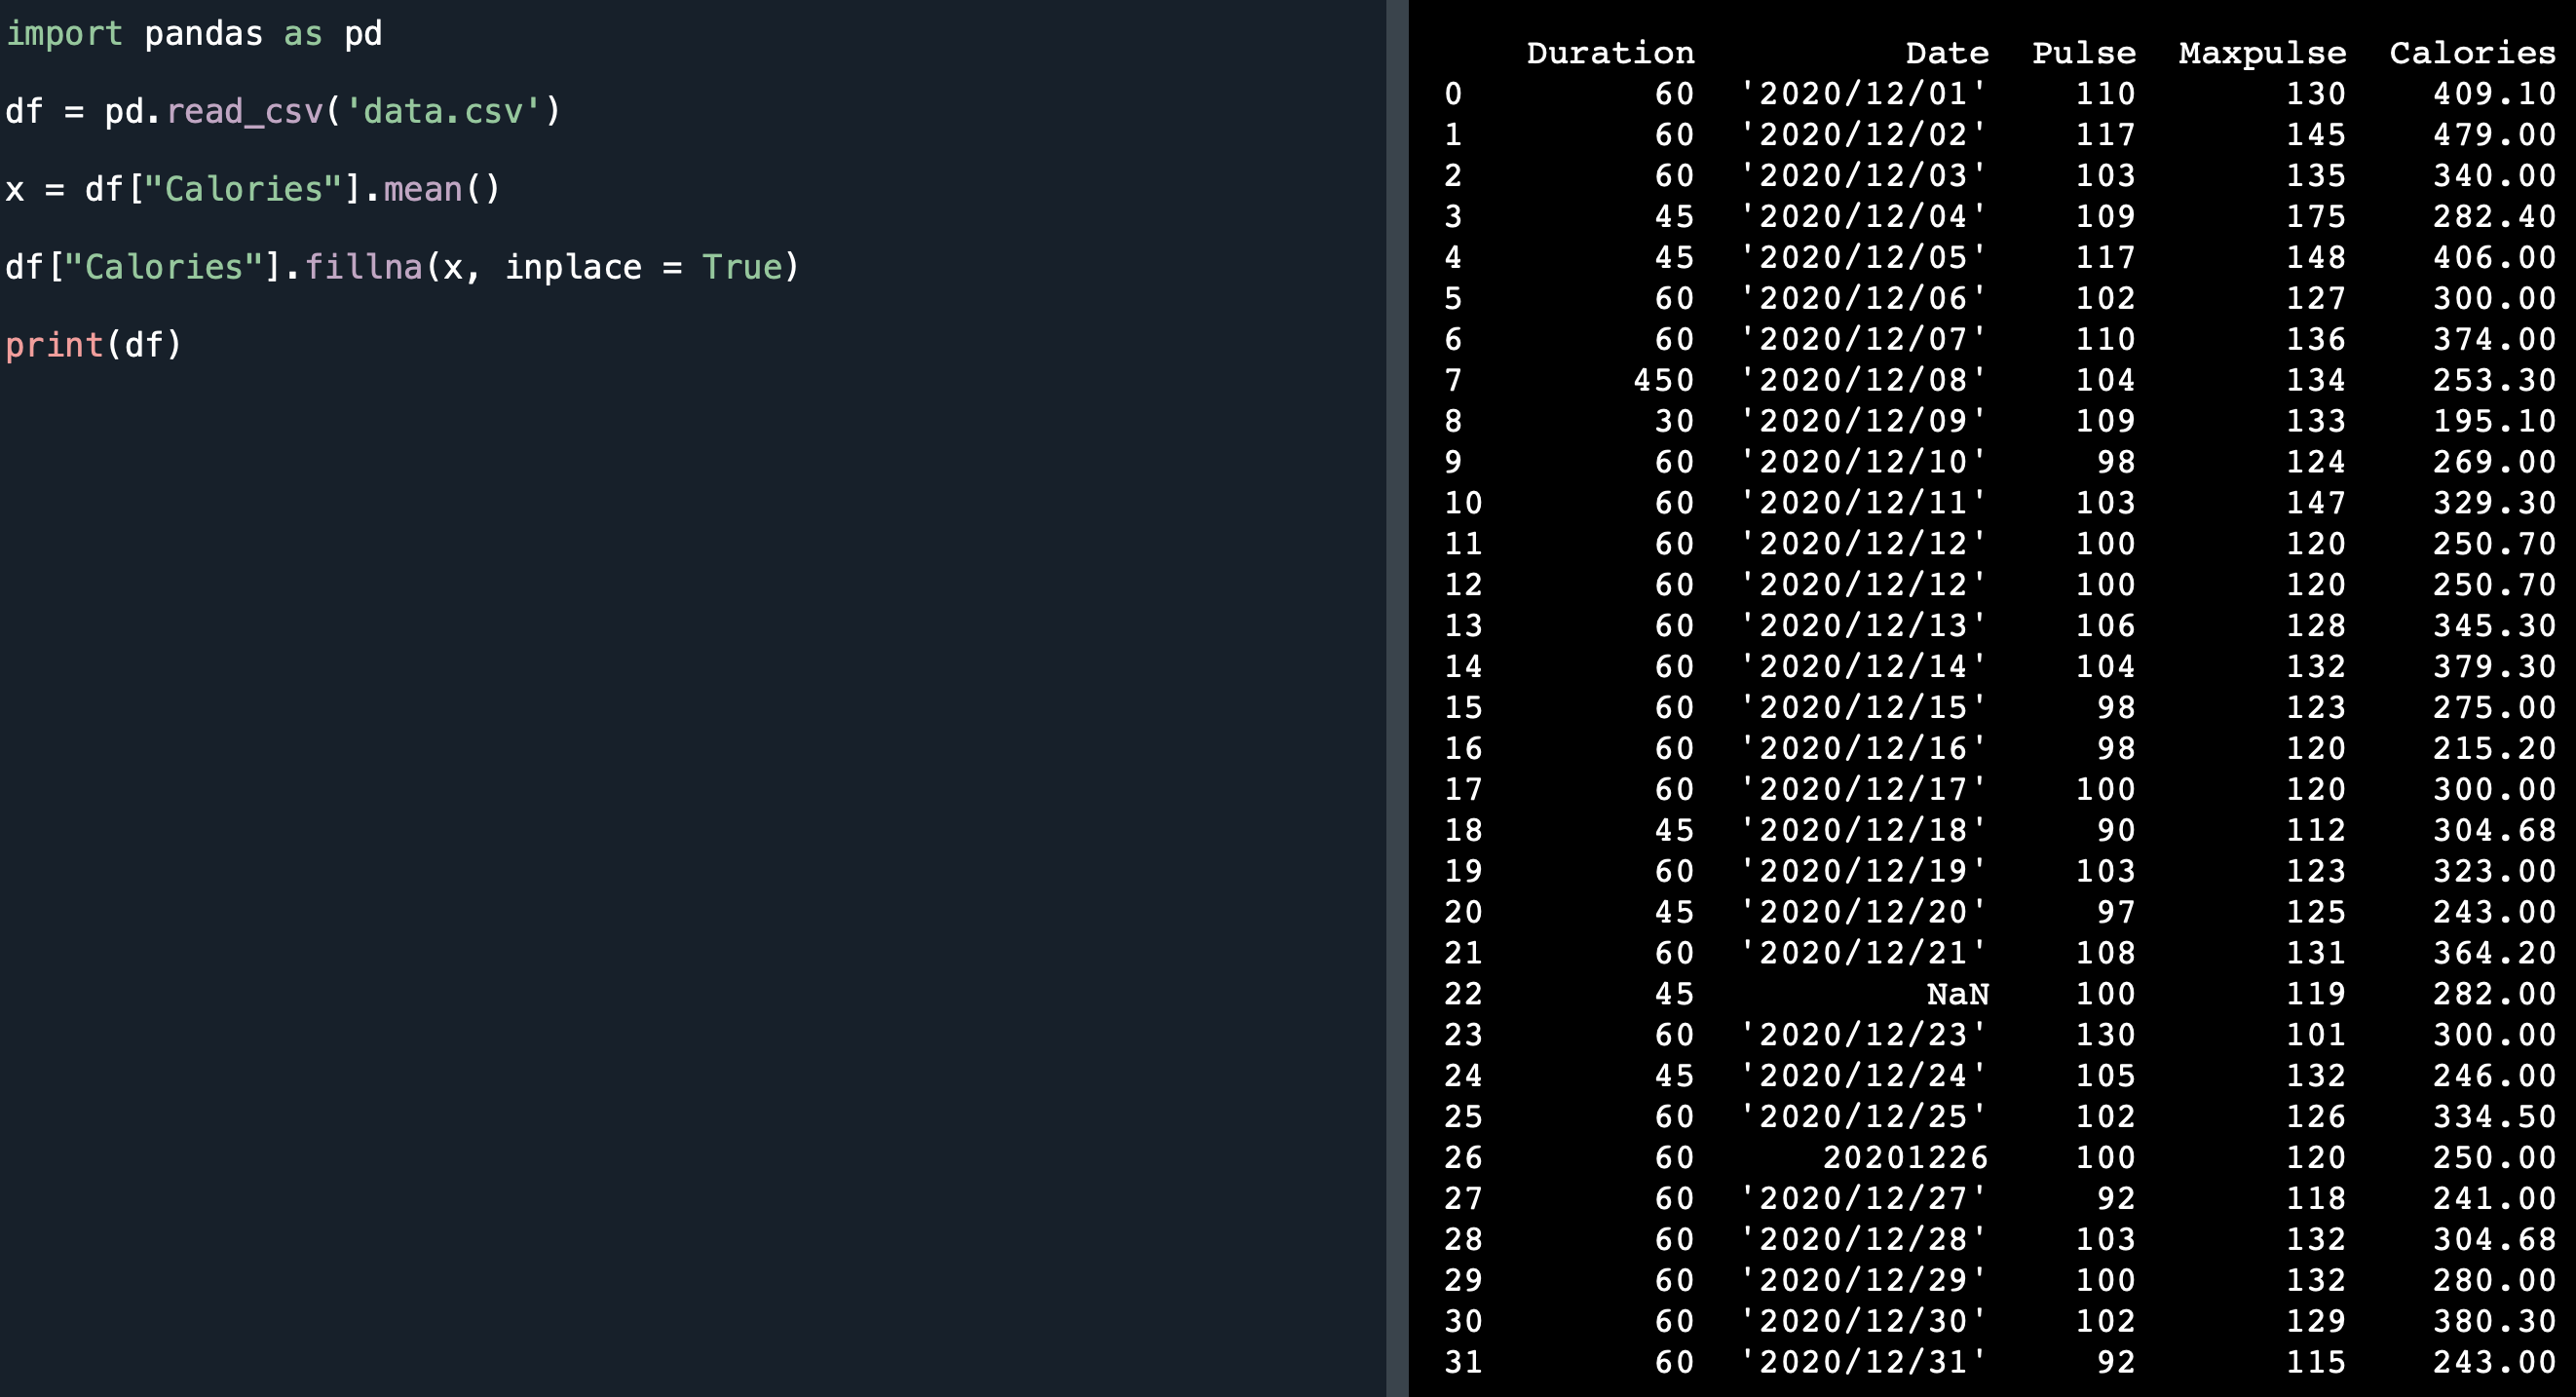 import pandas as pd
df = pd.read_csv('data.csv')
x = df["Calories"].mean()
df["Calories"].fillna(x, inplace = True)
print(df)
Duration Date Pulse Maxpulse Calories
0 60 '2020/12/01' 110 130 409.10
1 60 '2020/12/02' 117 145 479.00
2 60 '2020/12/03' 103 135 340.00
3 45 '2020/12/04' 109 175 282.40
4 45 '2020/12/05' 117 148 406.00
5 60 '2020/12/06' 102 127 300.00
6 60 '2020/12/07' 110 136 374.00
7 450 '2020/12/08' 104 134 253.30
8 30 '2020/12/09' 109 133 195.10
9 60 '2020/12/10' 98 124 269.00
10 60 '2020/12/11' 103 147 329.30
11 60 '2020/12/12' 100 120 250.70
12 60 '2020/12/12' 100 120 250.70
13 60 '2020/12/13' 106 128 345.30
14 60 '2020/12/14' 104 132 379.30
15 60 '2020/12/15' 98 123 275.00
16 60 '2020/12/16' 98 120 215.20
17 60 '2020/12/17' 100 120 300.00
18 45 '2020/12/18' 90 112 304.68
19 60 '2020/12/19' 103 123 323.00
20 45 '2020/12/20' 97 125 243.00
21 60 '2020/12/21' 108 131 364.20
22 45 NaN 100 119 282.00
23 60 '2020/12/23' 130 101 300.00
24 45 '2020/12/24' 105 132 246.00
25 60 '2020/12/25' 102 126 334.50
26 60 20201226 100 120 250.00
27 60 '2020/12/27' 92 118 241.00
28 60 '2020/12/28' 103 132 304.68
29 60 '2020/12/29' 100 132 280.00
30 60 '2020/12/30' 102 129 380.30
31 60 '2020/12/31' 92 115 243.00